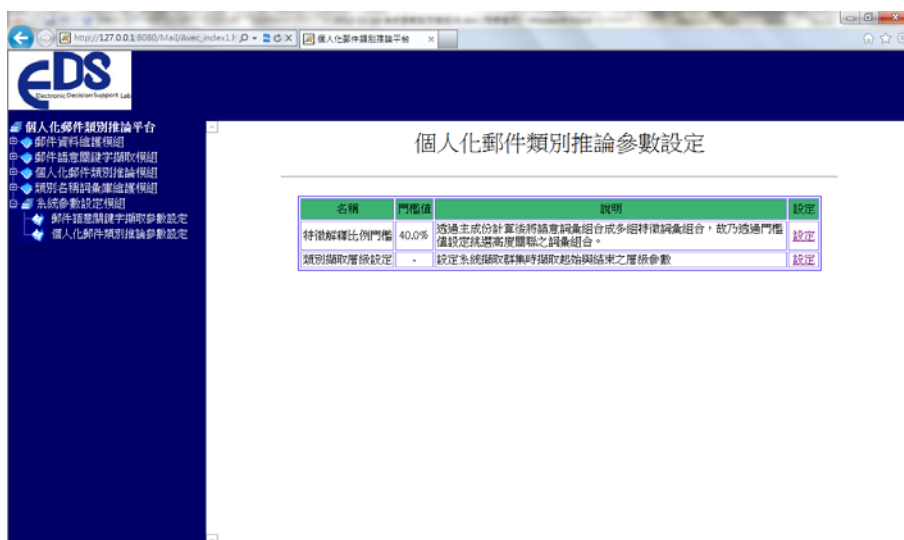 http://127.0.0.1:8080/Mail/Avec_index1.h
個人化郵件類別推論平台
EDS
Electronic Decision Support Lab
個人化郵件類別推論平台
郵件資料維護模組
郵件語意關鍵字擷取模組
個人化郵件類別推論模組
類別名稱詞彙庫維護模組
系統參數設定模組
郵件語意關鍵字擷取參數設定
個人化郵件類別推論參數設定
個人化郵件類別推論參數設定
名稱 門檻值 說明 設定
特徵解釋比例門檻 40.0% 透過主成份計算後將語意詞彙組合成多組特徵詞彙組合，故乃透過門檻
值設定挑選高度關聯之詞彙組合。 設定
類別擷取層級設定 - 設定系統擷取群集時擷取起始與結束之層級參數 設定